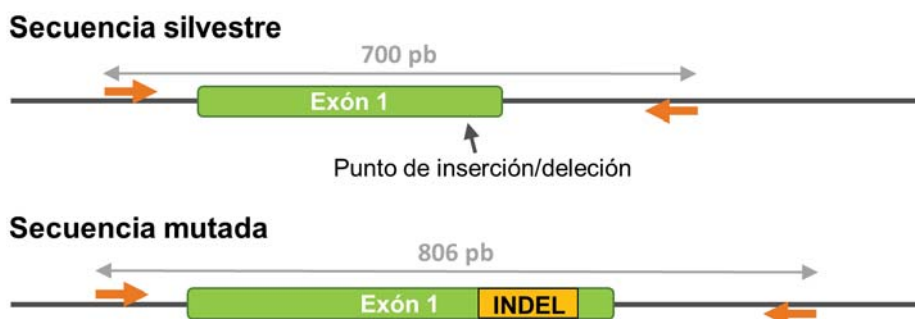 Secuencia silvestre
700 pb
Exón 1
Punto de inserción/deleción
Secuencia mutada
806 pb
Exón 1 INDEL